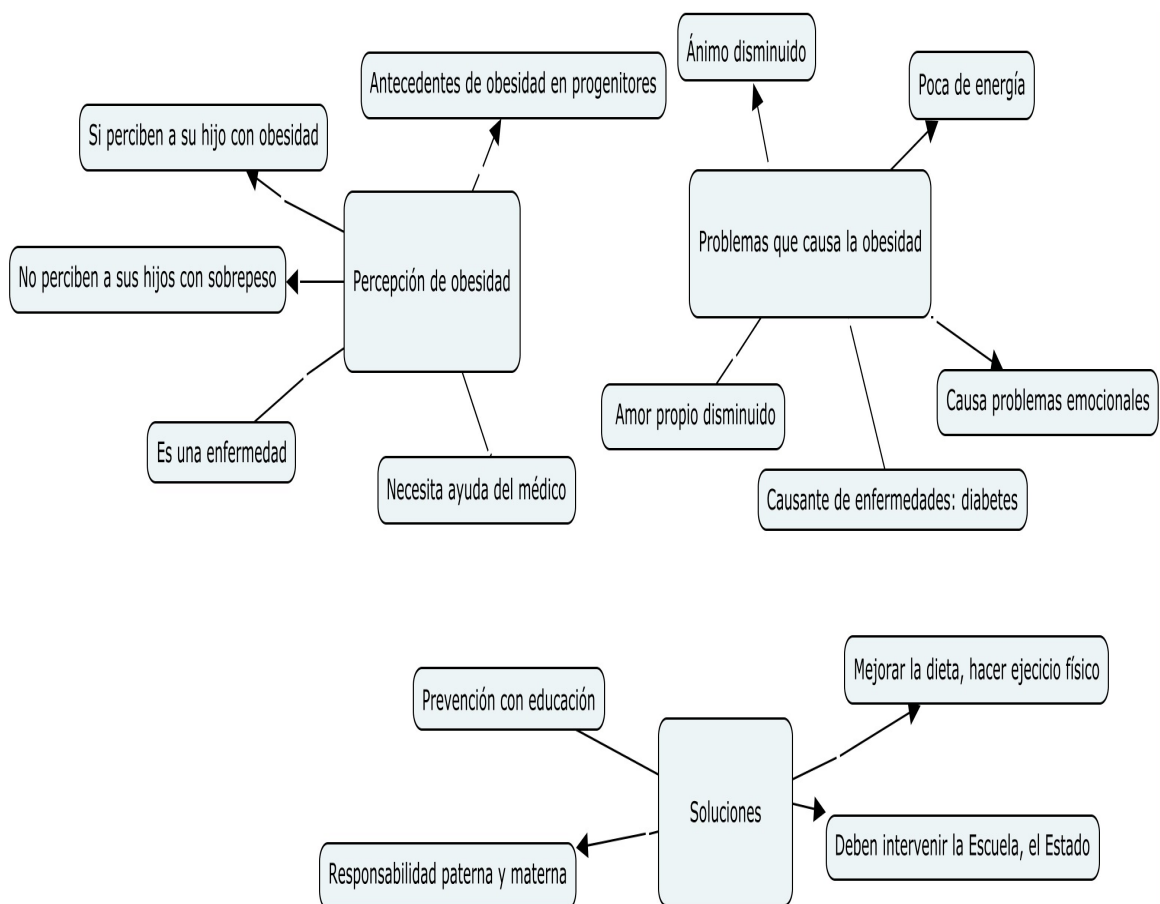 Ánimo disminuido
Antecedentes de obesidad en progenitores
Poca de energía
Si perciben a su hijo con obesidad
Problemas que causa la obesidad
No perciben a sus hijos con sobrepeso
Percepción de obesidad
Amor propio disminuido
Causa problemas emocionales
Es una enfermedad
Necesita ayuda del médico
Causante de enfermedades: diabetes
Mejorar la dieta, hacer ejecicio físico
Prevención con educación
Soluciones
Deben intervenir la Escuela, el Estado
Responsabilidad paterna y materna